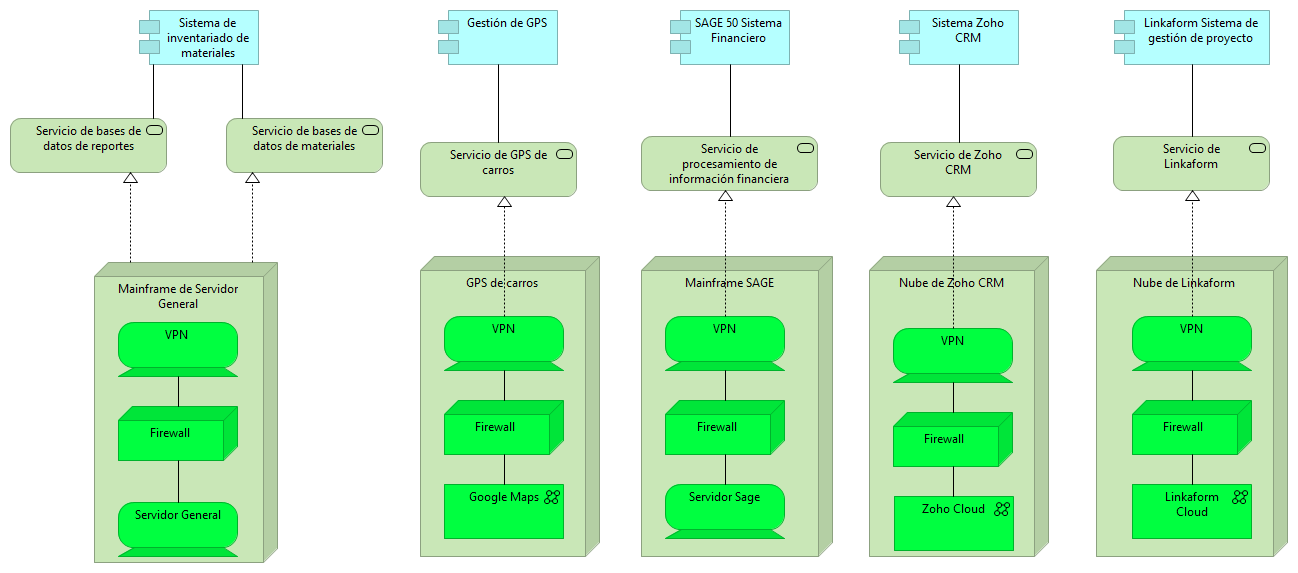 Sistema de
inventariado de
materiales
Gestión de GPS
SAGE 50 Sistema
Financiero
Sistema Zoho
CRM
Linkaform Sistema de
gestión de proyecto
Servicio de bases de
datos de reportes
Servicio de bases de
datos de materiales
Servicio de GPS de
carros
Servicio de
procesamiento de
información financiera
Servicio de Zoho
CRM
Servicio de
Linkaform
Mainframe de Servidor
General
VPN
Firewall
Servidor General
GPS de carros
VPN
Firewall
Google Maps
Mainframe SAGE
VPN
Firewall
Servidor Sage
Nube de Zoho CRM
VPN
Firewall
Zoho Cloud
Nube de Linkaform
VPN
Firewall
Linkaform
Cloud